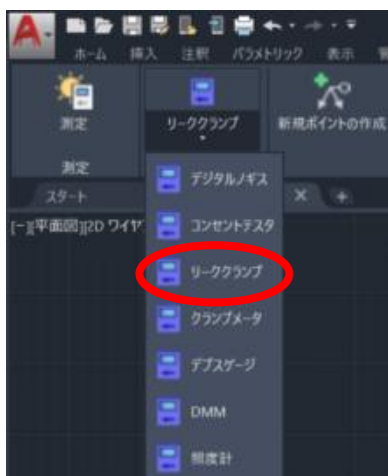 A
ホーム 挿入 注釈 パラメトリック 表示
測定 リーククランプ 新規ポイントの作成
測定
スタート × +
[-][平面図][2D ワイヤ
デジタルノギス
コンセントテスタ
リーククランプ
クランプメータ
デプスゲージ
DMM
照度計